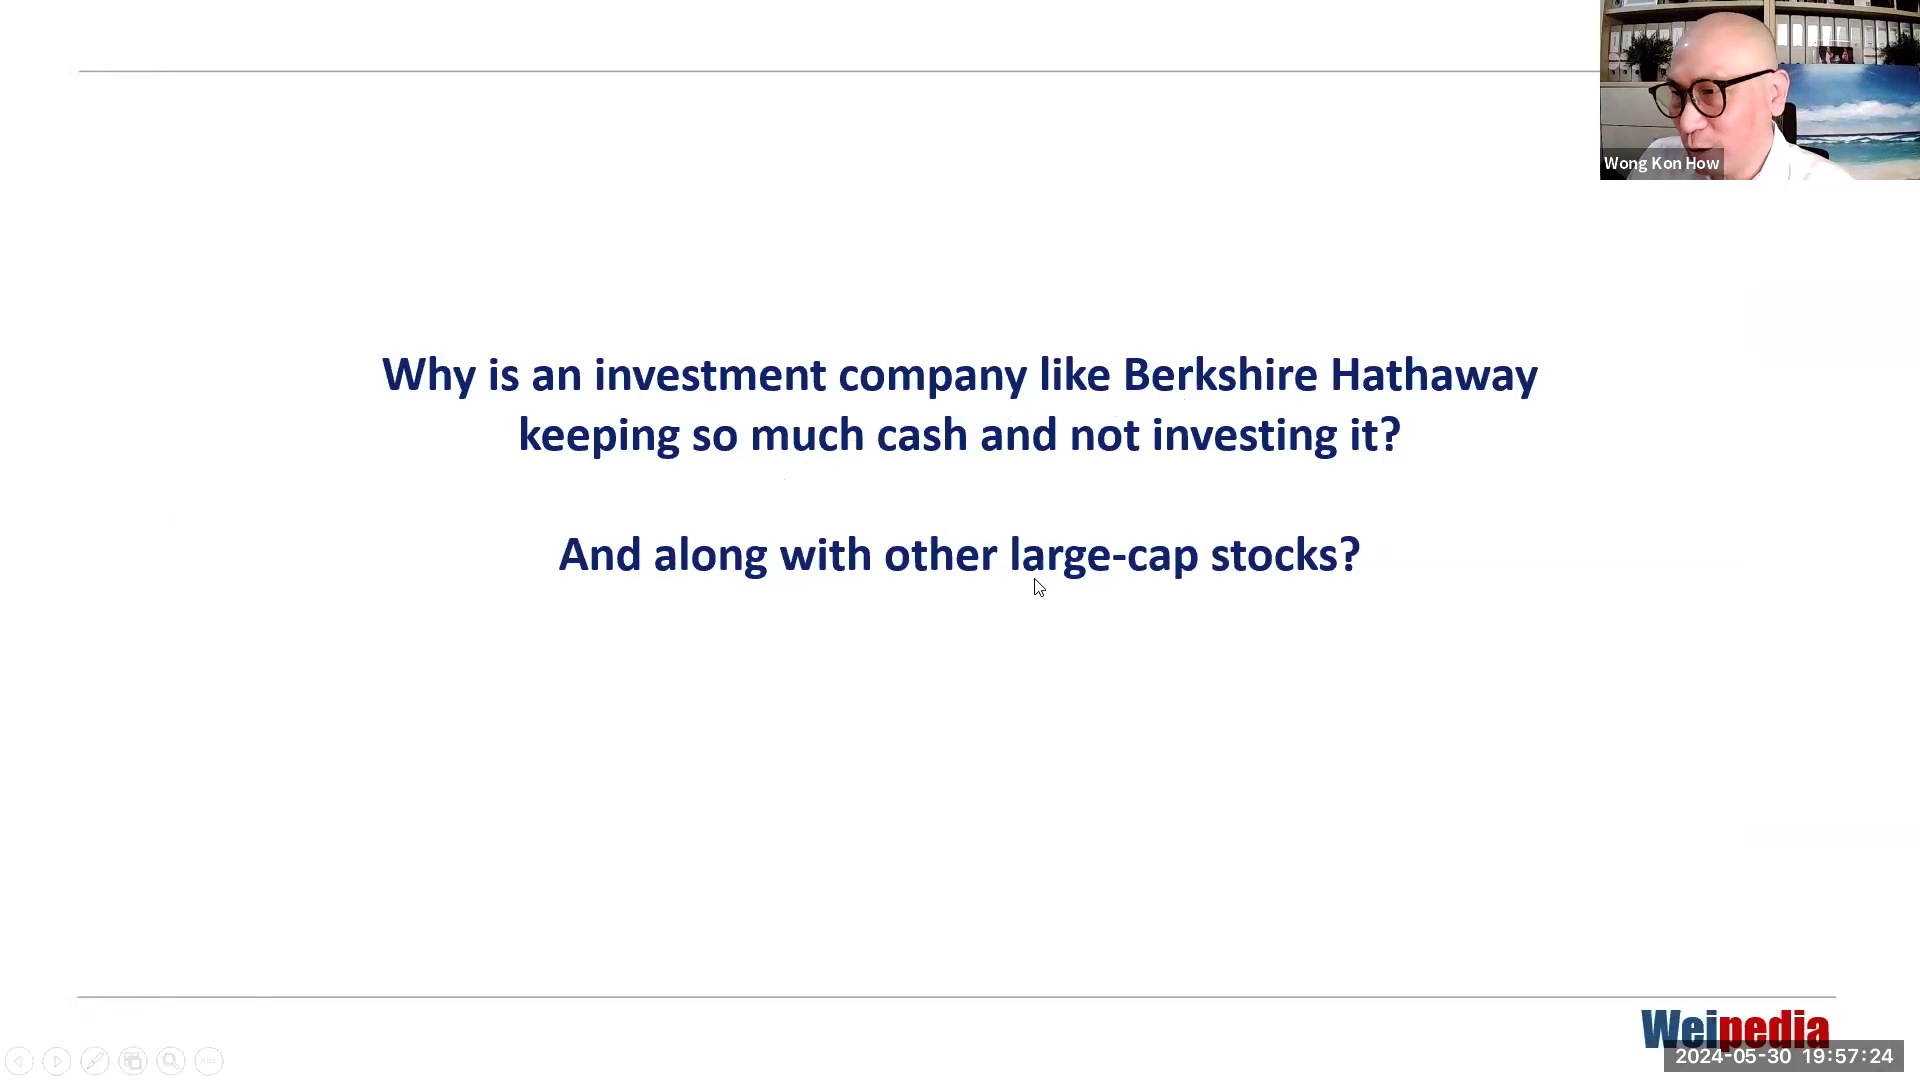 Wong Kon How
Why is an investment company like Berkshire Hathaway
keeping so much cash and not investing it?
And along with other large-cap stocks?
Weipedia
2024-05-30 19:57:24